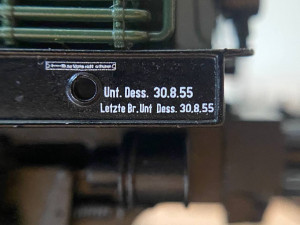 Unt. Dess. 30.8.55
Letzte Br. Unt Dess. 30.8.55